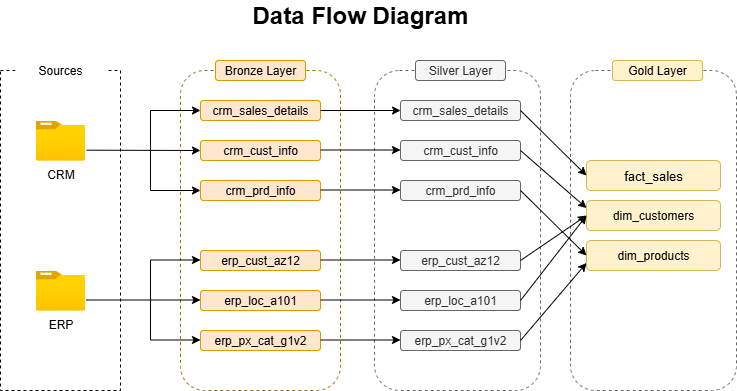 Data Flow Diagram
Sources
Bronze Layer
Silver Layer
Gold Layer
CRM
ERP
crm_sales_details
crm_cust_info
crm_prd_info
erp_cust_az12
erp_loc_a101
erp_px_cat_g1v2
crm_sales_details
crm_cust_info
crm_prd_info
erp_cust_az12
erp_loc_a101
erp_px_cat_g1v2
fact_sales
dim_customers
dim_products